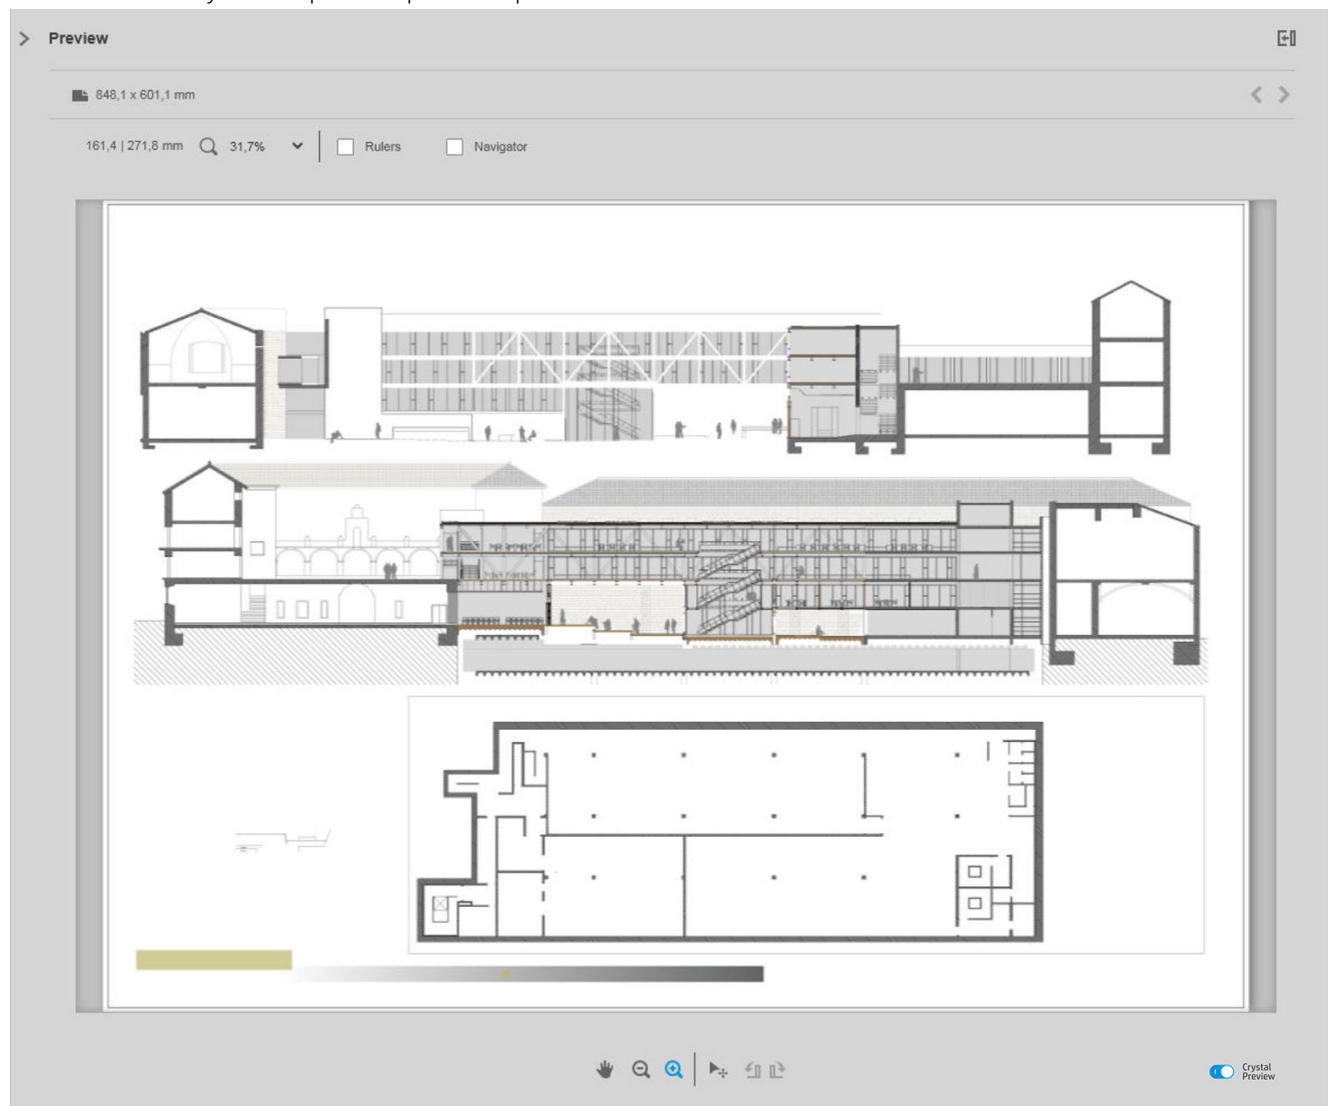 Preview
848,1 x 601,1 mm
161,4 | 271,8 mm 31,7% Rulers Navigator
Crystal
Preview